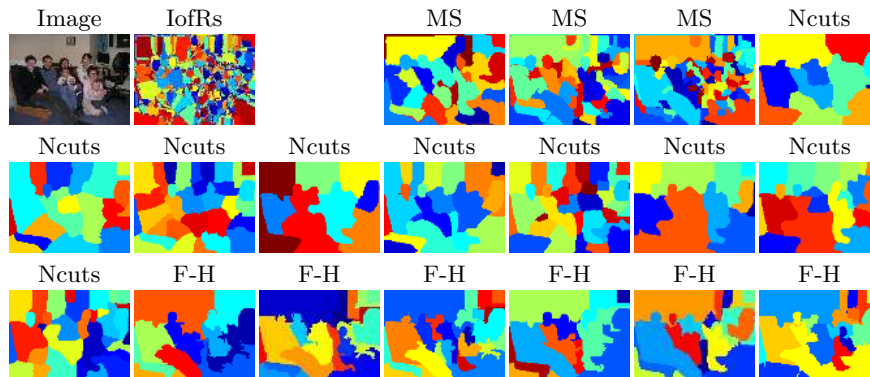 Image IofRs MS MS MS Ncuts
Ncuts Ncuts Ncuts Ncuts Ncuts Ncuts Ncuts
Ncuts F-H F-H F-H F-H F-H F-H